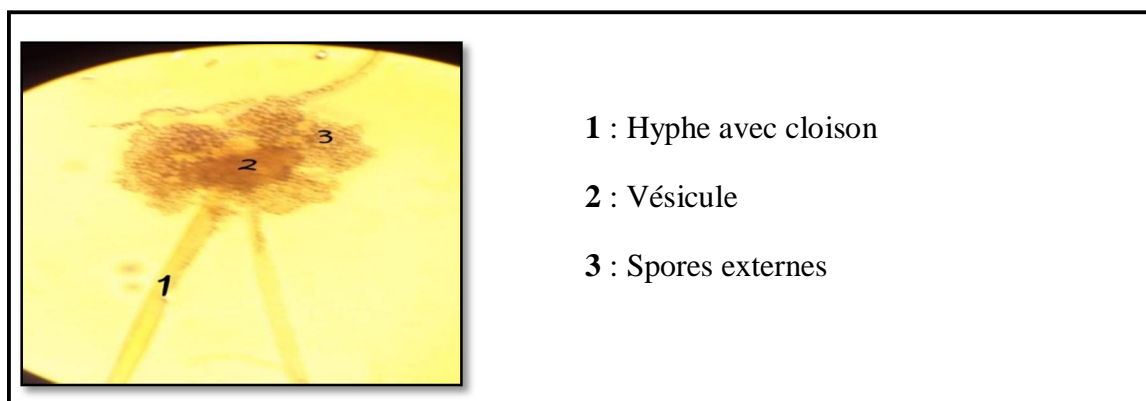 3
2
1
1 : Hyphe avec cloison
2 : Vésicule
3 : Spores externes